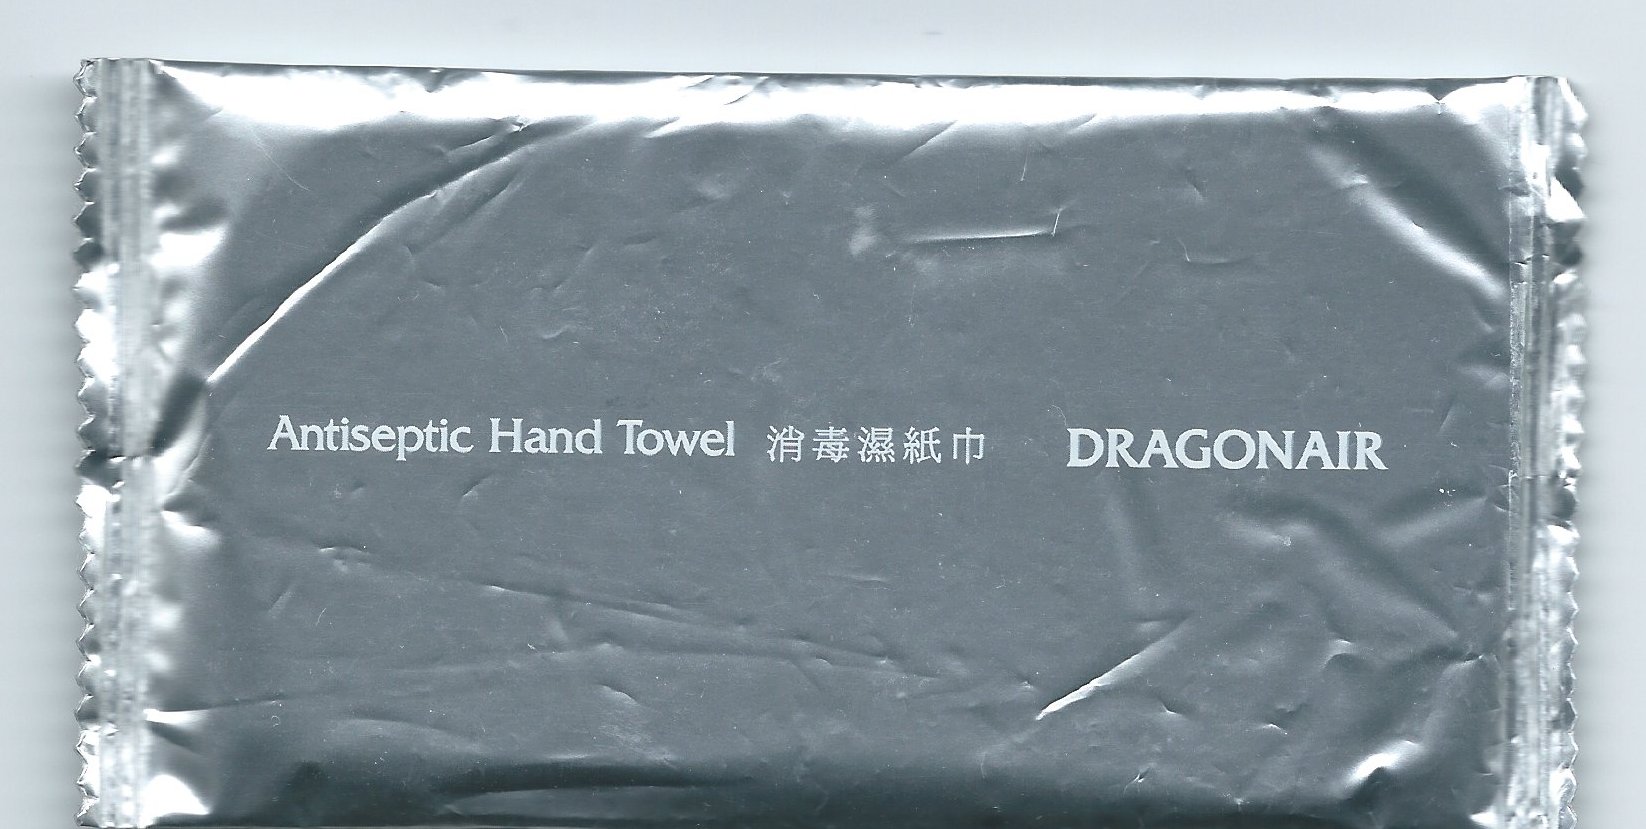 Antiseptic Hand Towel 消毒濕紙巾 DRAGONAIR